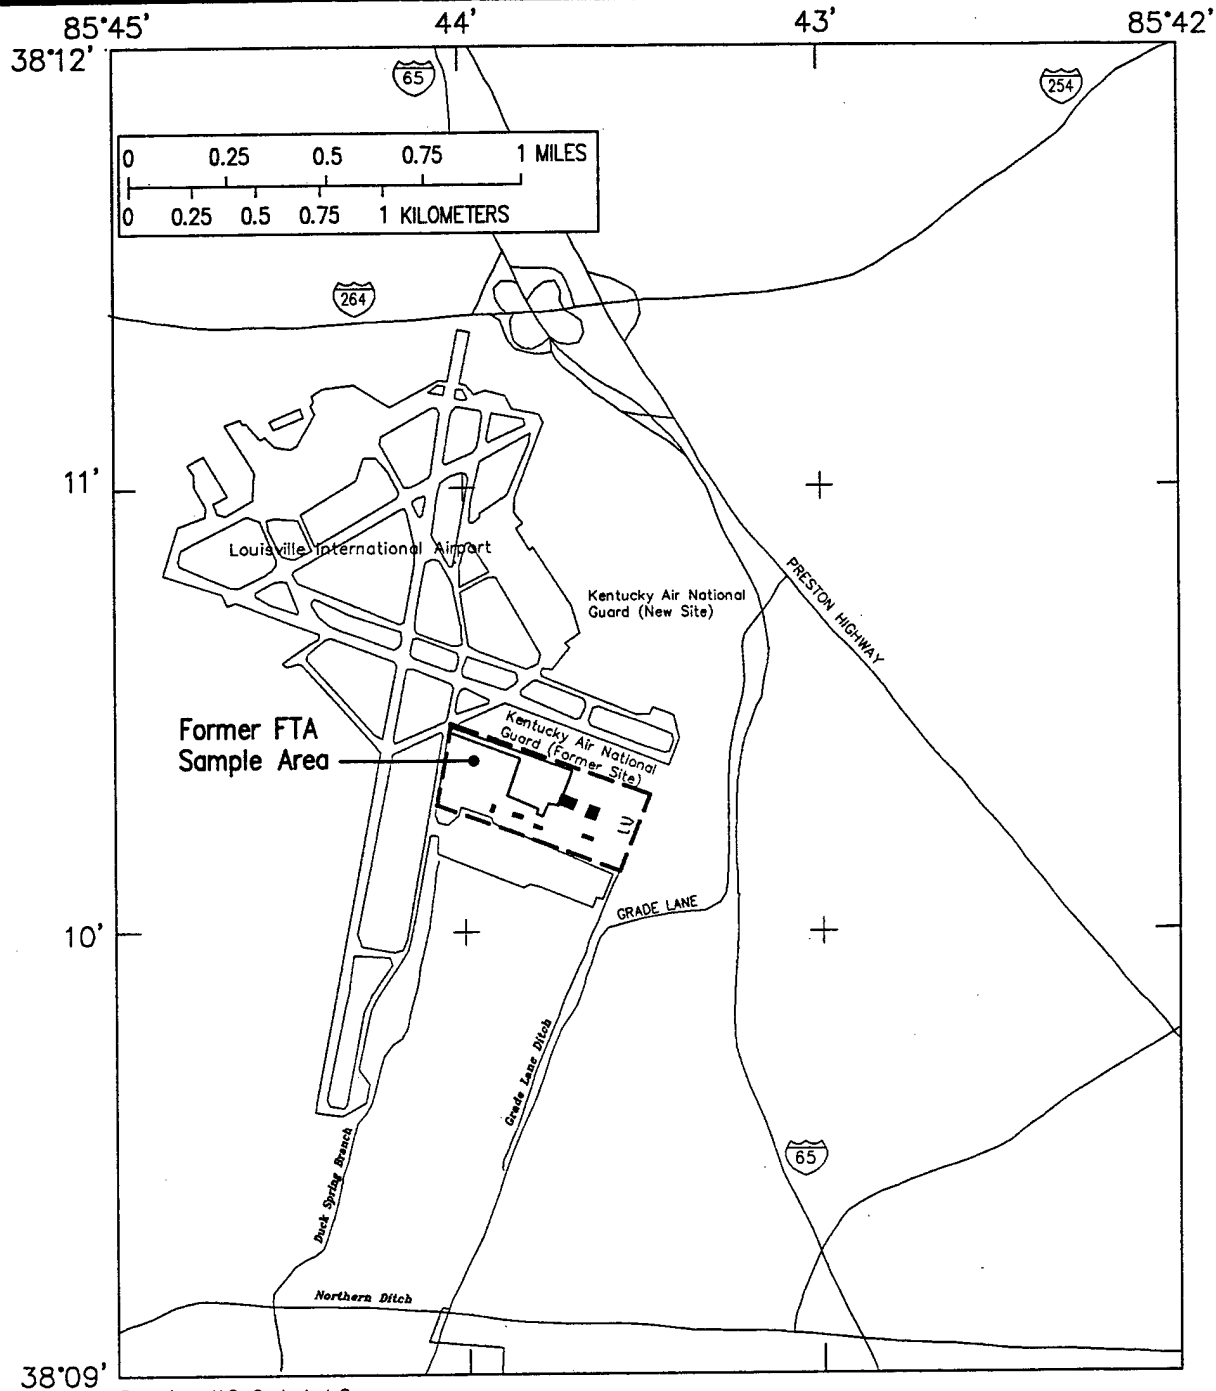 85°45' 44' 43' 85°42'
38°12'
65
254
0 0.25 0.5 0.75 1 MILES
0 0.25 0.5 0.75 1 KILOMETERS
264
11'
Louisville International Airport
Kentucky Air National
Guard (New Site)
PRESTON HIGHWAY
Former FTA
Sample Area
Kentucky Air National
Guard (Former Site)
GRADE LANE
10'
Grade Lane Ditch
Duck Spring Branch
65
Northern Ditch
38°09'